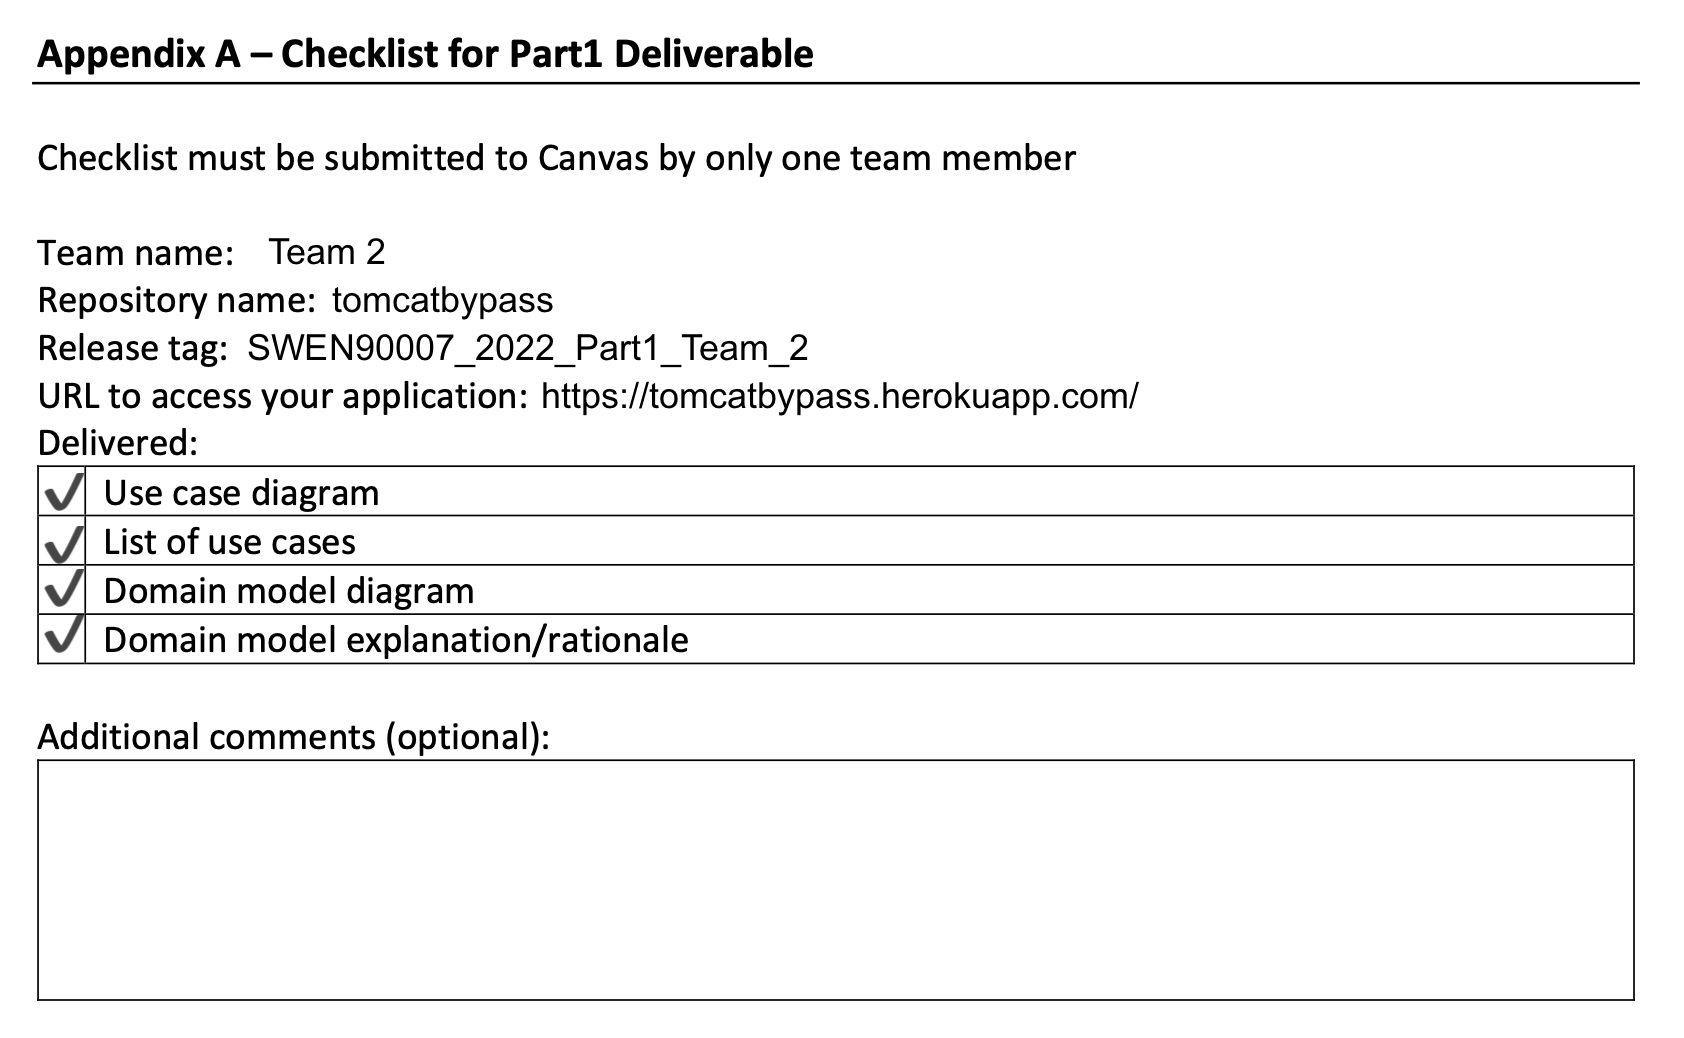 Appendix A – Checklist for Part1 Deliverable
Checklist must be submitted to Canvas by only one team member
Team name: Team 2
Repository name: tomcatbypass
Release tag: SWEN90007_2022_Part1_Team_2
URL to access your application: https://tomcatbypass.herokuapp.com/
Delivered:
✔ Use case diagram
✔ List of use cases
✔ Domain model diagram
✔ Domain model explanation/rationale
Additional comments (optional):